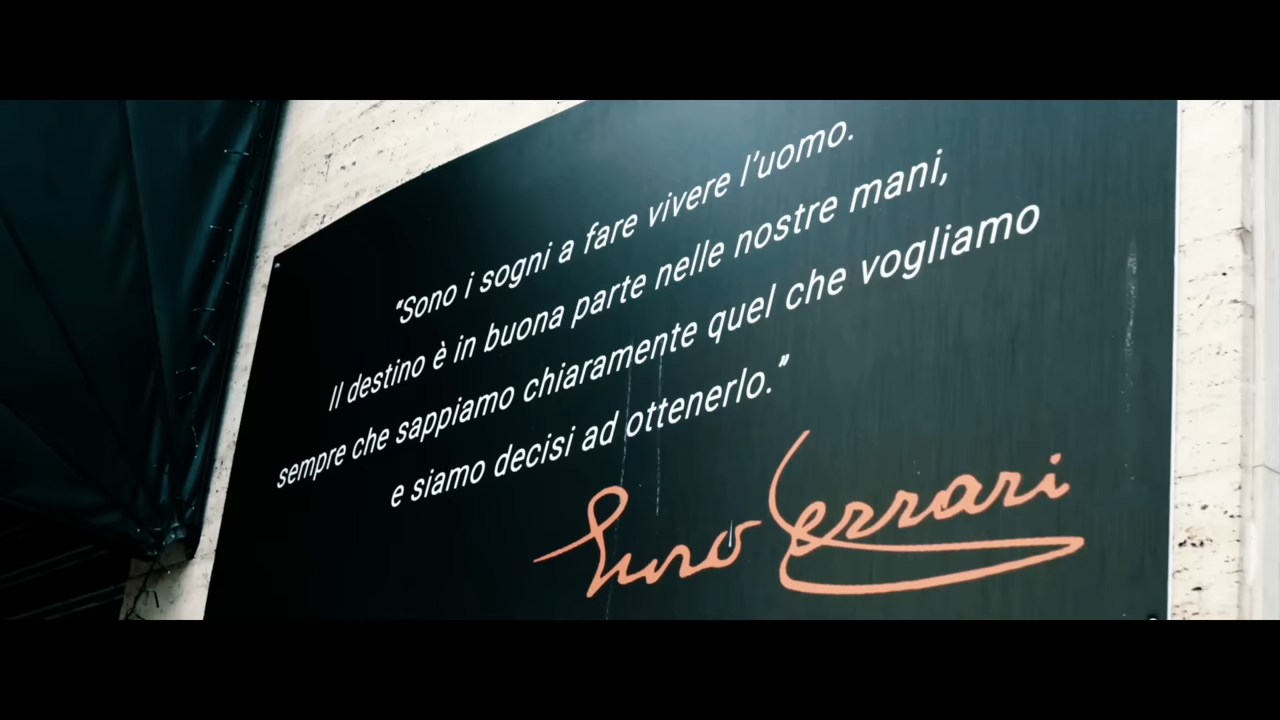 “Sono i sogni a fare vivere l’uomo.
Il destino è in buona parte nelle nostre mani,
sempre che sappiamo chiaramente quel che vogliamo
e siamo decisi ad ottenerlo.”
Enzo Ferrari